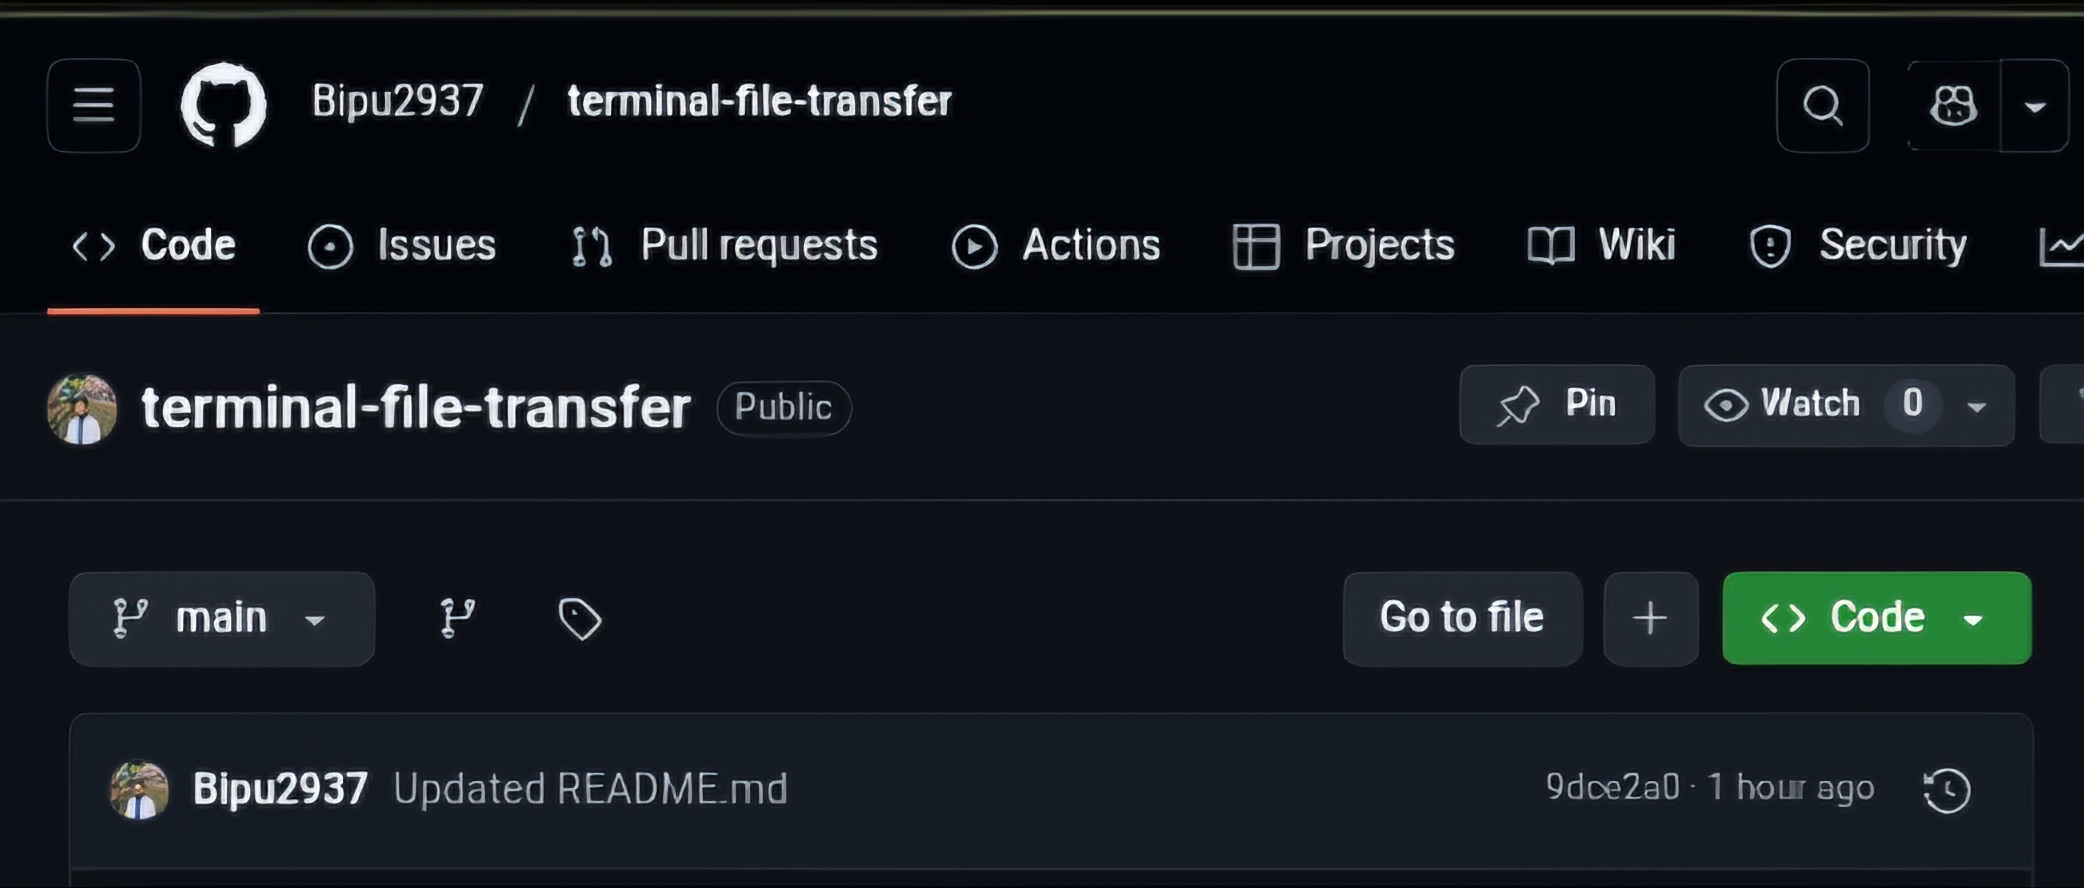 Bipu2937 / terminal-file-transfer
Code Issues Pull requests Actions Projects Wiki Security
terminal-file-transfer Public Pin Watch 0
main Go to file + Code
Bipu2937 Updated README.md 9dce2a0 · 1 hour ago